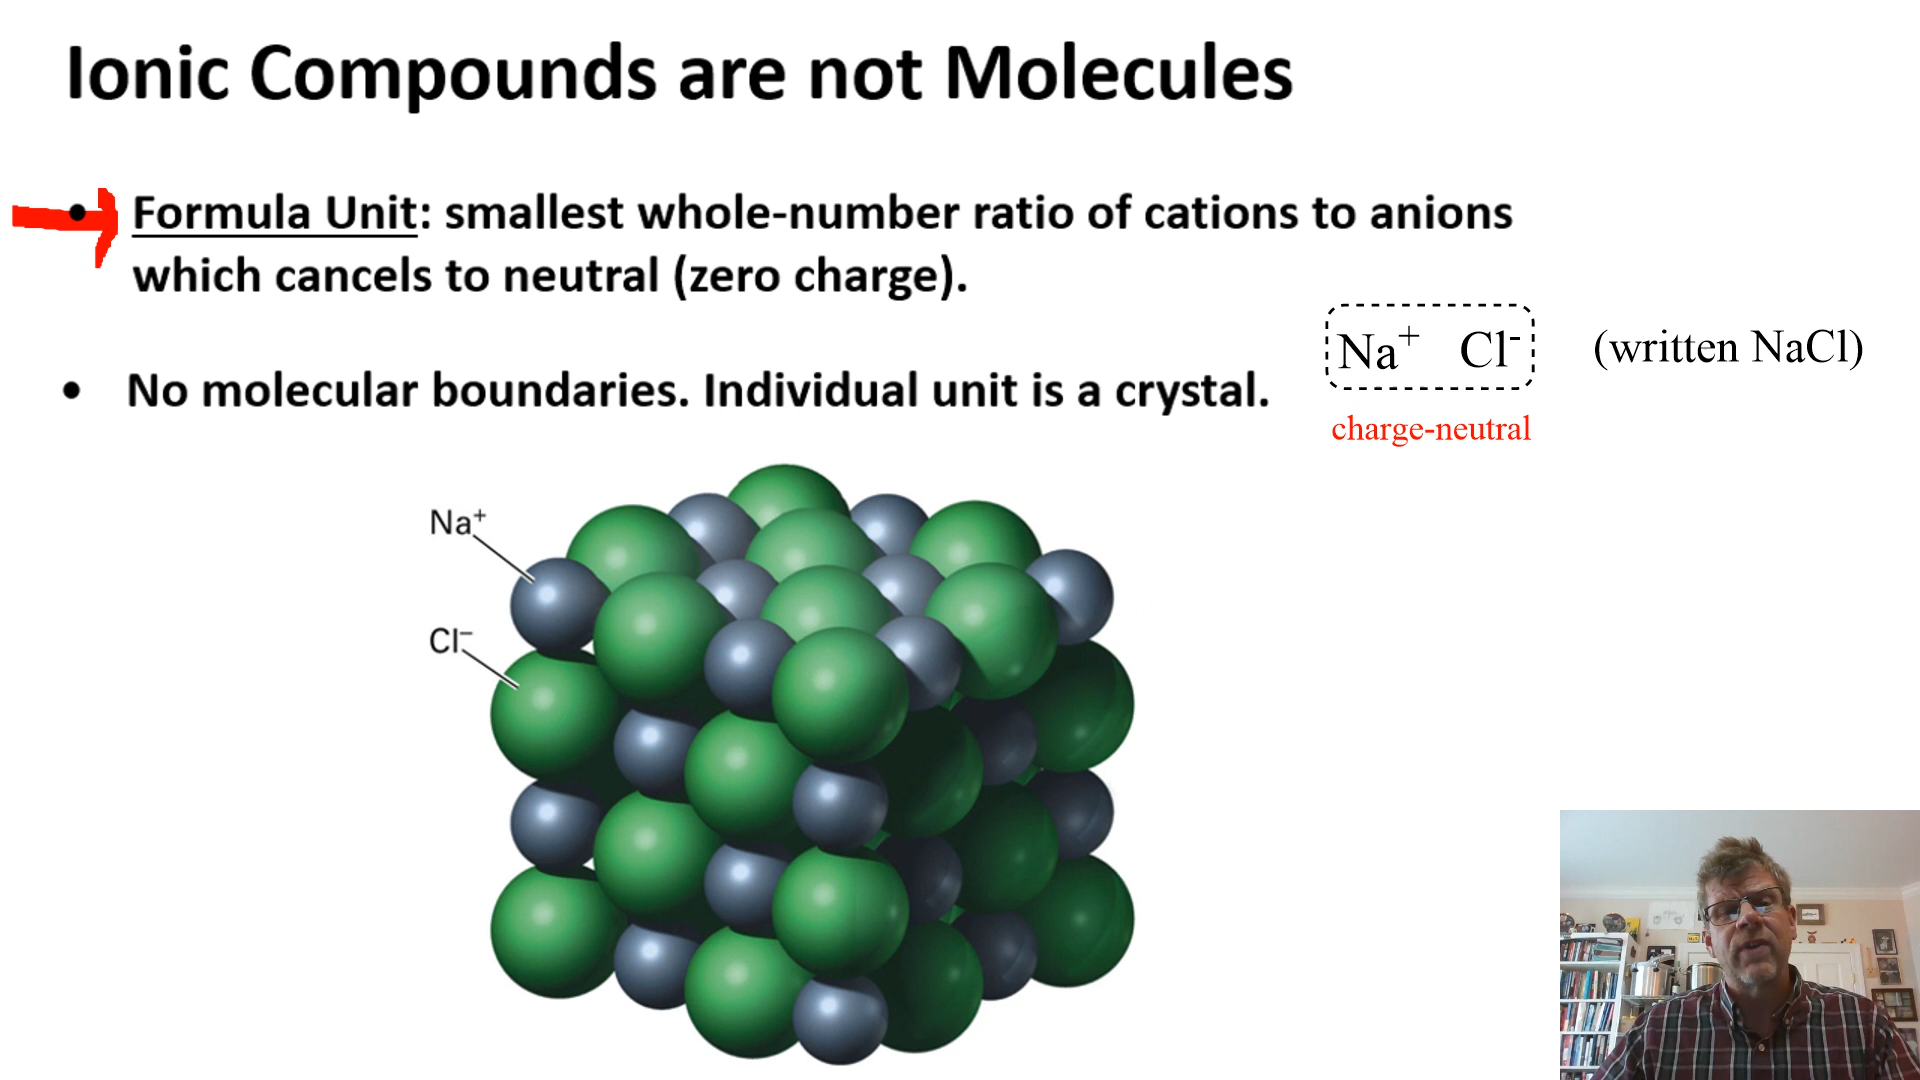 Ionic Compounds are not Molecules
• Formula Unit: smallest whole-number ratio of cations to anions
which cancels to neutral (zero charge).
Na⁺ Cl⁻ (written NaCl)
• No molecular boundaries. Individual unit is a crystal.
charge-neutral
Na⁺
Cl⁻